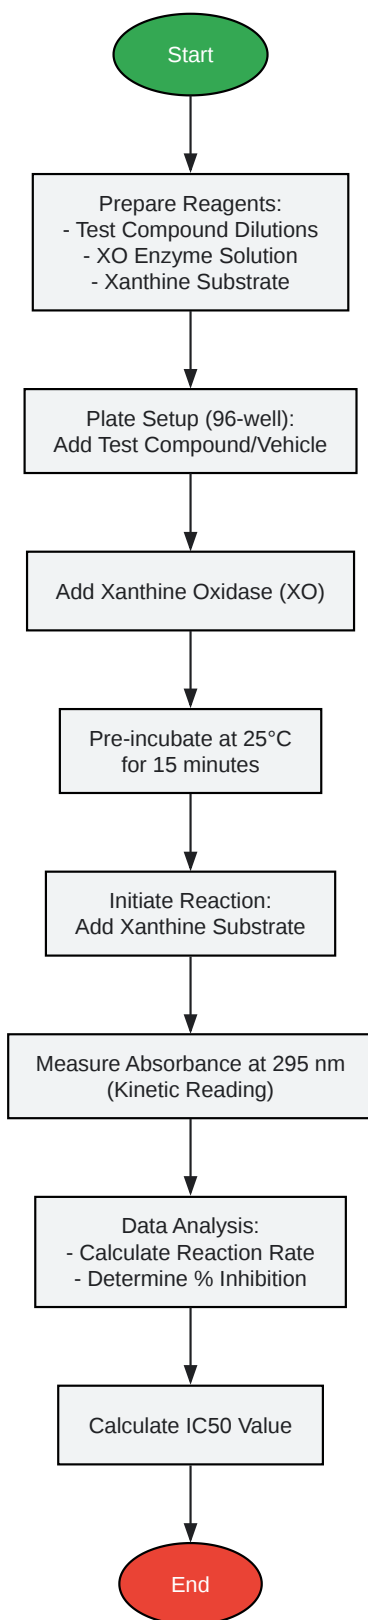 Start
Prepare Reagents:
- Test Compound Dilutions
- XO Enzyme Solution
- Xanthine Substrate
Plate Setup (96-well):
Add Test Compound/Vehicle
Add Xanthine Oxidase (XO)
Pre-incubate at 25°C
for 15 minutes
Initiate Reaction:
Add Xanthine Substrate
Measure Absorbance at 295 nm
(Kinetic Reading)
Data Analysis:
- Calculate Reaction Rate
- Determine % Inhibition
Calculate IC50 Value
End